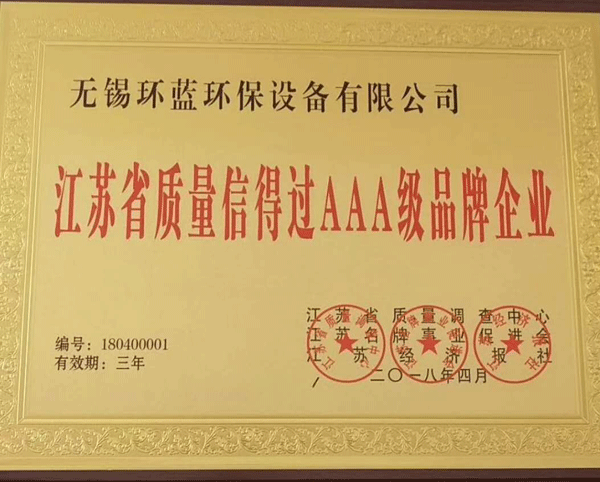 无锡环蓝环保设备有限公司
江苏省质量信得过AAA级品牌企业
江苏省质量调查中心
江苏名牌事业促进会
江苏经济报社
编号：180400001
有效期：三年
二〇一八年四月